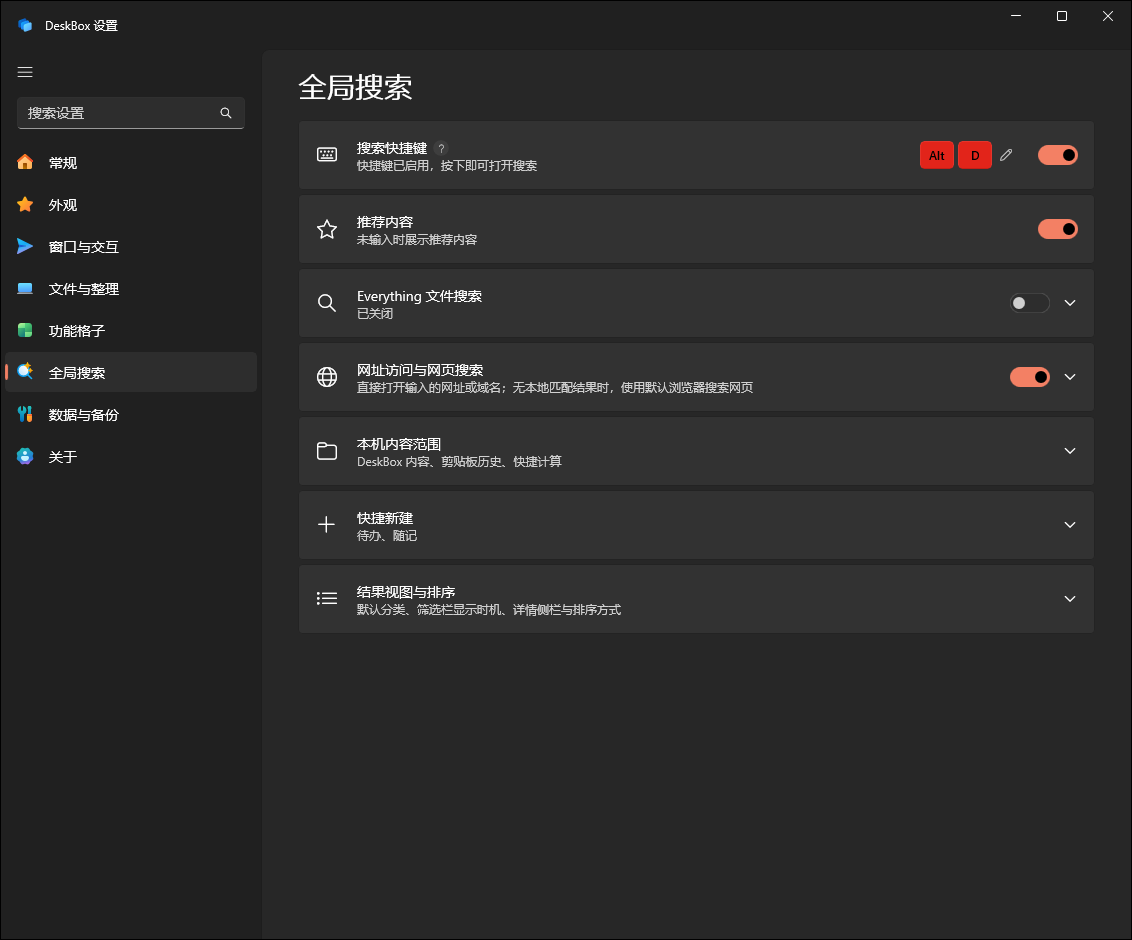 DeskBox 设置
搜索设置
常规
外观
窗口与交互
文件与整理
功能格子
全局搜索
数据与备份
关于
全局搜索
搜索快捷键 ?
快捷键已启用，按下即可打开搜索
Alt D
推荐内容
未输入时展示推荐内容
Everything 文件搜索
已关闭
网址访问与网页搜索
直接打开输入的网址或域名；无本地匹配结果时，使用默认浏览器搜索网页
本机内容范围
DeskBox 内容、剪贴板历史、快捷计算
快捷新建
待办、随记
结果视图与排序
默认分类、筛选栏显示时机、详情侧栏与排序方式